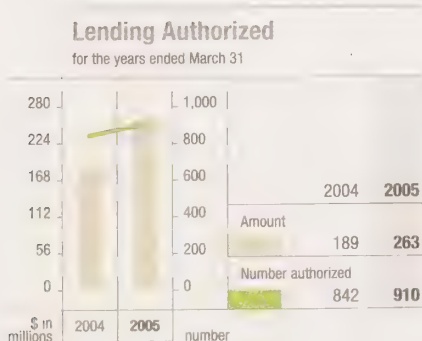 Lending Authorized
for the years ended March 31
280 1,000
224 800
168 600 2004 2005
112 400 Amount
56 200 189 263
0 0 Number authorized
842 910
$ in millions 2004 2005 number